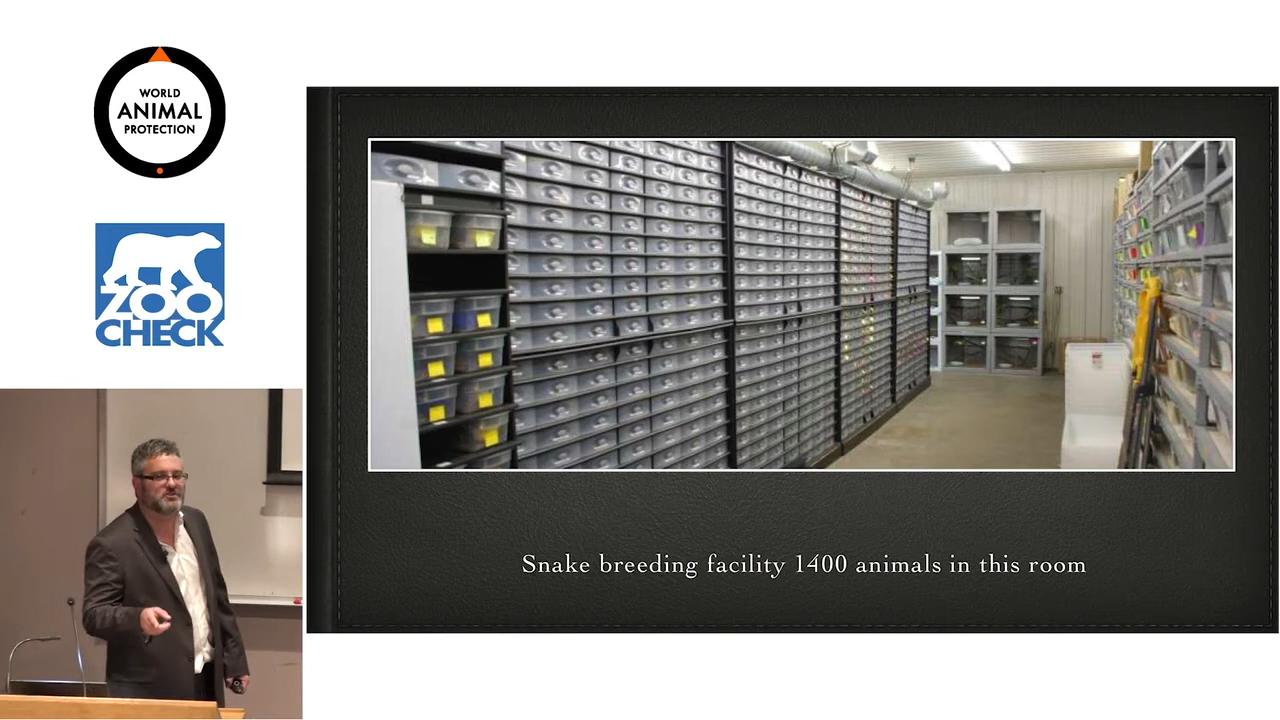 WORLD
ANIMAL
PROTECTION
ZOO
CHECK
Snake breeding facility 1400 animals in this room